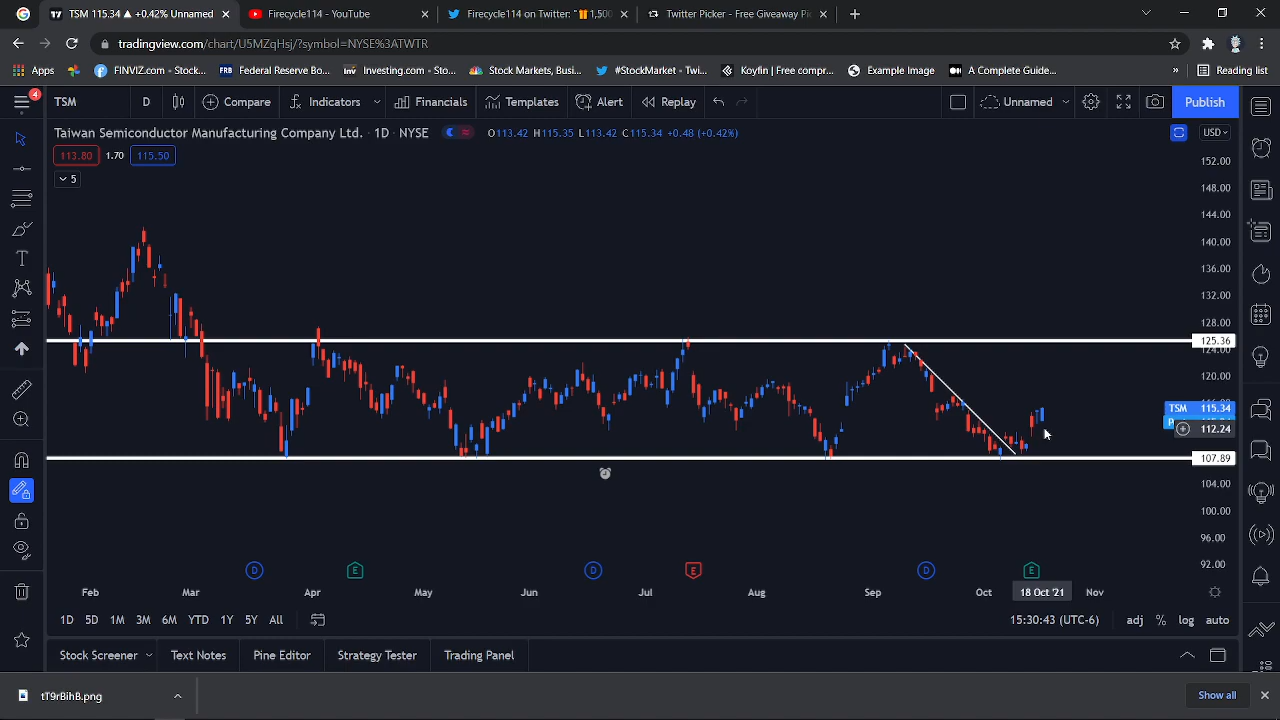 TSM 115.34 ▲ +0.42% Unnamed
Firecycle114 - YouTube
Firecycle114 on Twitter: "🎁1,500
Twitter Picker - Free Giveaway Pi
tradingview.com/chart/U5MZqHsj/?symbol=NYSE%3ATWTR
Apps
FINVIZ.com - Stock...
FRB Federal Reserve Bo...
Inv Investing.com - Sto...
Stock Markets, Busi...
#StockMarket - Twi...
Koyfin | Free compr...
Example Image
A Complete Guide...
»
Reading list
4
TSM
D
Compare
Indicators
Financials
Templates
Alert
Replay
Unnamed
Publish
Taiwan Semiconductor Manufacturing Company Ltd. · 1D · NYSE
O113.42 H115.35 L113.42 C115.34 +0.48 (+0.42%)
USD
113.80 1.70 115.50
5
152.00
148.00
144.00
140.00
136.00
132.00
128.00
125.36
124.00
120.00
TSM 115.34
112.24
107.89
104.00
100.00
96.00
92.00
D
E
D
E
D
E
Feb Mar Apr May Jun Jul Aug Sep Oct 18 Oct '21 Nov
1D 5D 1M 3M 6M YTD 1Y 5Y All
15:30:43 (UTC-6) adj % log auto
Stock Screener Text Notes Pine Editor Strategy Tester Trading Panel
tT9rBihB.png
Show all